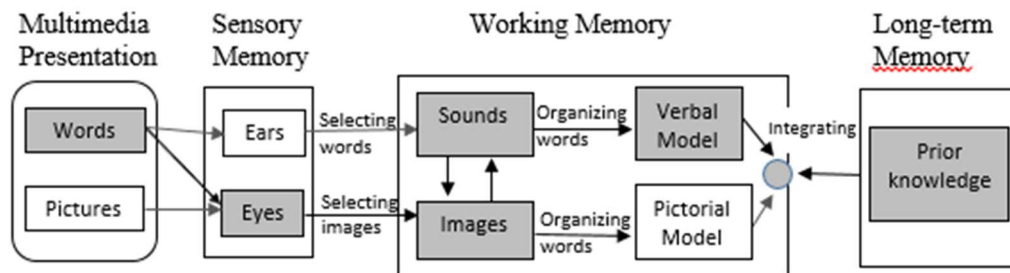 Multimedia
Presentation
Sensory
Memory
Working Memory
Long-term
Memory
Words
Pictures
Ears
Eyes
Selecting
words
Selecting
images
Sounds
Images
Organizing
words
Organizing
words
Verbal
Model
Pictorial
Model
Integrating
Prior
knowledge